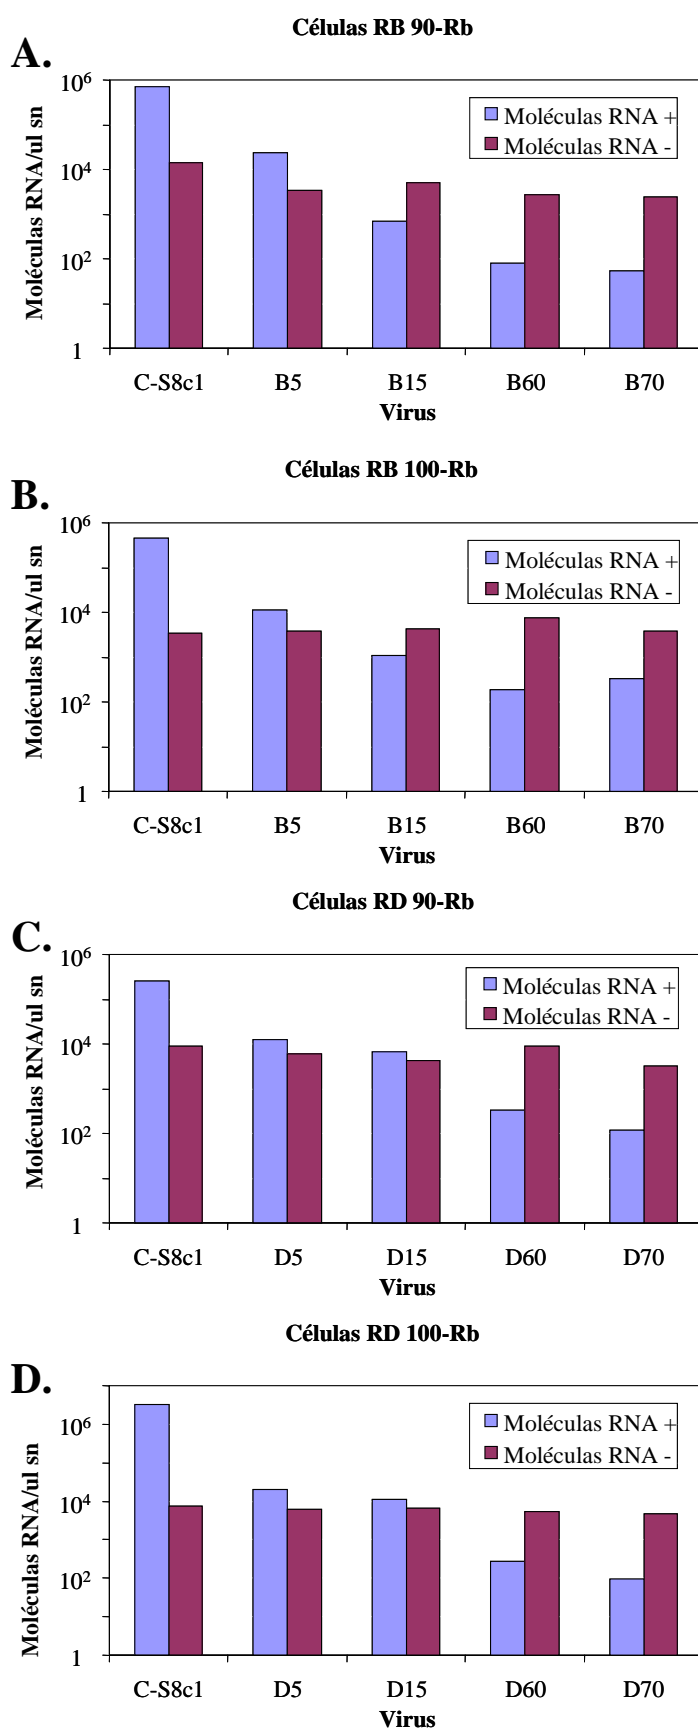 Células RB 90-Rb
A.
10⁶
10⁴
10²
1
Moléculas RNA/ul sn
Moléculas RNA +
Moléculas RNA -
C-S8c1 B5 B15 B60 B70
Virus
Células RB 100-Rb
B.
10⁶
10⁴
10²
1
Moléculas RNA/ul sn
Moléculas RNA +
Moléculas RNA -
C-S8c1 B5 B15 B60 B70
Virus
Células RD 90-Rb
C.
10⁶
10⁴
10²
1
Moléculas RNA/ul sn
Moléculas RNA +
Moléculas RNA -
C-S8c1 D5 D15 D60 D70
Virus
Células RD 100-Rb
D.
10⁶
10⁴
10²
1
Moléculas RNA/ul sn
Moléculas RNA +
Moléculas RNA -
C-S8c1 D5 D15 D60 D70
Virus